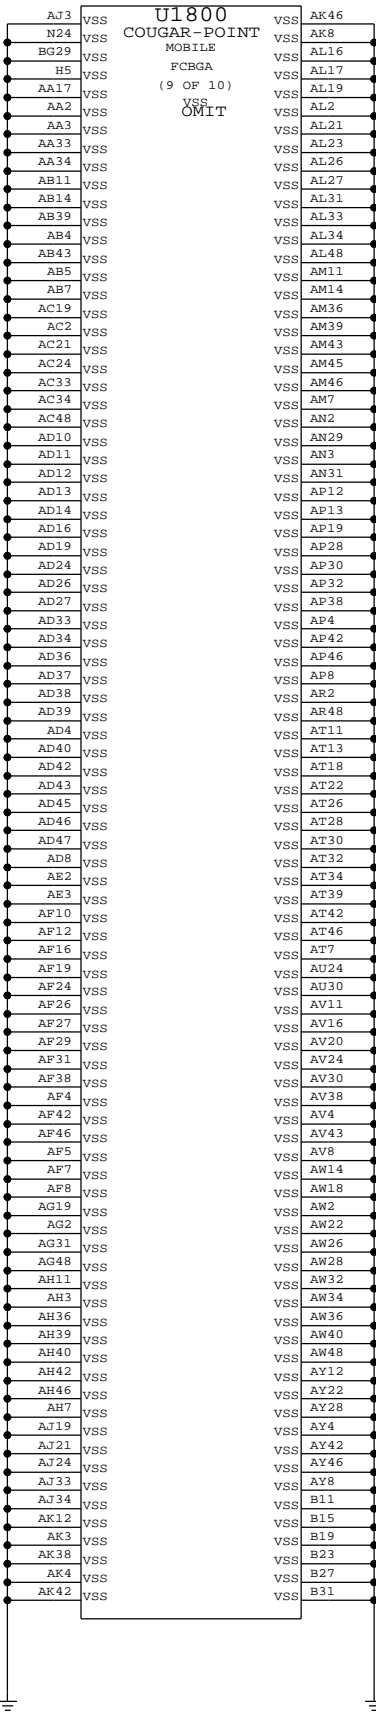 U1800
COUGAR-POINT
MOBILE
FCBGA
(9 OF 10)
VSS
OMIT
AJ3 VSS VSS AK46
N24 VSS VSS AK8
BG29 VSS VSS AL16
H5 VSS VSS AL17
AA17 VSS VSS AL19
AA2 VSS VSS AL2
AA3 VSS VSS AL21
AA33 VSS VSS AL23
AA34 VSS VSS AL26
AB11 VSS VSS AL27
AB14 VSS VSS AL31
AB39 VSS VSS AL33
AB4 VSS VSS AL34
AB43 VSS VSS AL48
AB5 VSS VSS AM11
AB7 VSS VSS AM14
AC19 VSS VSS AM36
AC2 VSS VSS AM39
AC21 VSS VSS AM43
AC24 VSS VSS AM45
AC33 VSS VSS AM46
AC34 VSS VSS AM7
AC48 VSS VSS AN2
AD10 VSS VSS AN29
AD11 VSS VSS AN3
AD12 VSS VSS AN31
AD13 VSS VSS AP12
AD14 VSS VSS AP13
AD16 VSS VSS AP19
AD19 VSS VSS AP28
AD24 VSS VSS AP30
AD26 VSS VSS AP32
AD27 VSS VSS AP38
AD33 VSS VSS AP4
AD34 VSS VSS AP42
AD36 VSS VSS AP46
AD37 VSS VSS AP8
AD38 VSS VSS AR2
AD39 VSS VSS AR48
AD4 VSS VSS AT11
AD40 VSS VSS AT13
AD42 VSS VSS AT18
AD43 VSS VSS AT22
AD45 VSS VSS AT26
AD46 VSS VSS AT28
AD47 VSS VSS AT30
AD8 VSS VSS AT32
AE2 VSS VSS AT34
AE3 VSS VSS AT39
AF10 VSS VSS AT42
AF12 VSS VSS AT46
AF16 VSS VSS AT7
AF19 VSS VSS AU24
AF24 VSS VSS AU30
AF26 VSS VSS AV11
AF27 VSS VSS AV16
AF29 VSS VSS AV20
AF31 VSS VSS AV24
AF38 VSS VSS AV30
AF4 VSS VSS AV38
AF42 VSS VSS AV4
AF46 VSS VSS AV43
AF5 VSS VSS AV8
AF7 VSS VSS AW14
AF8 VSS VSS AW18
AG19 VSS VSS AW2
AG2 VSS VSS AW22
AG31 VSS VSS AW26
AG48 VSS VSS AW28
AH11 VSS VSS AW32
AH3 VSS VSS AW34
AH36 VSS VSS AW36
AH39 VSS VSS AW40
AH40 VSS VSS AW48
AH42 VSS VSS AY12
AH46 VSS VSS AY22
AH7 VSS VSS AY28
AJ19 VSS VSS AY4
AJ21 VSS VSS AY42
AJ24 VSS VSS AY46
AJ33 VSS VSS AY8
AJ34 VSS VSS B11
AK12 VSS VSS B15
AK3 VSS VSS B19
AK38 VSS VSS B23
AK4 VSS VSS B27
AK42 VSS VSS B31